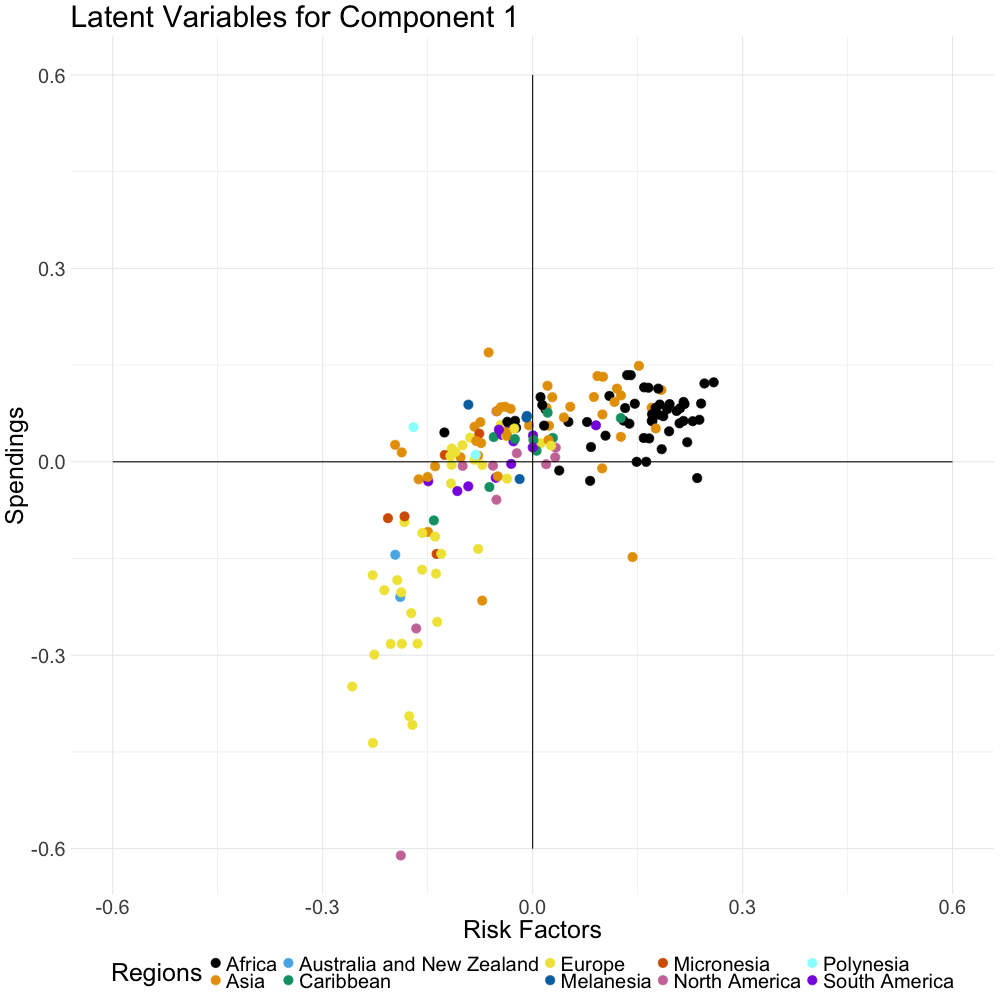 Latent Variables for Component 1
0.6
0.3
0.0
-0.3
-0.6
Spendings
-0.6 -0.3 0.0 0.3 0.6
Risk Factors
Regions
Africa Australia and New Zealand Europe Micronesia Polynesia
Asia Caribbean Melanesia North America South America